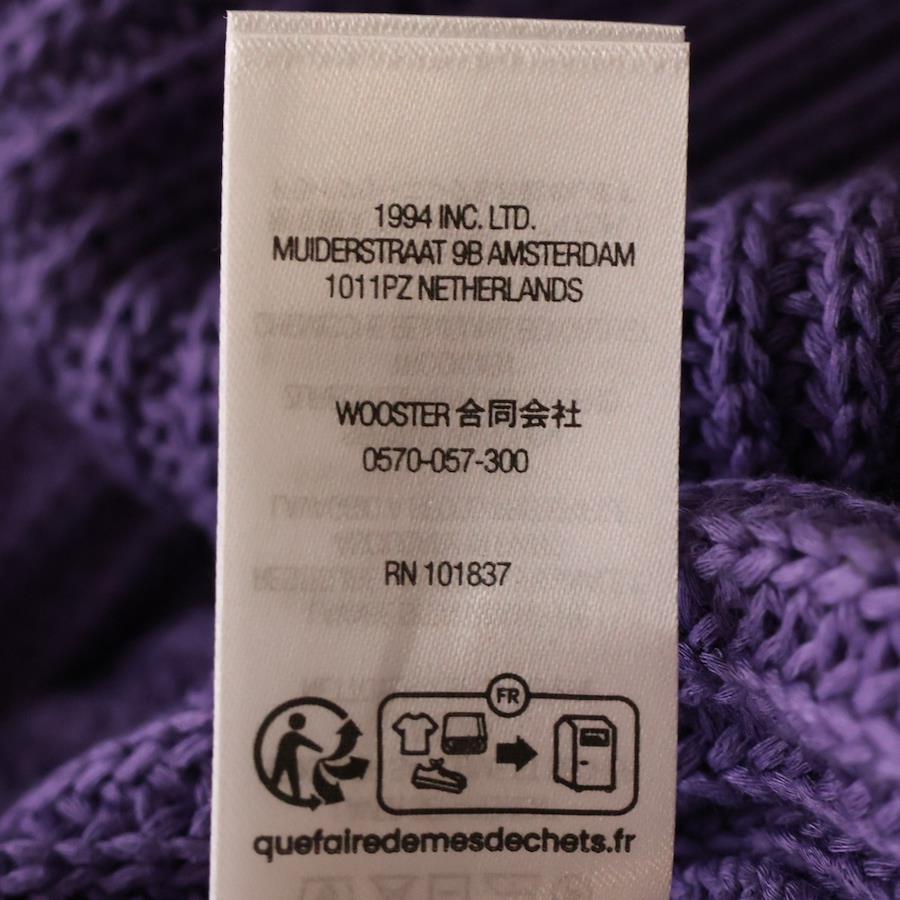 1994 INC. LTD.
MUIDERSTRAAT 9B AMSTERDAM
1011PZ NETHERLANDS
WOOSTER 合同会社
0570-057-300
RN 101837
FR
quefairedemesdechets.fr